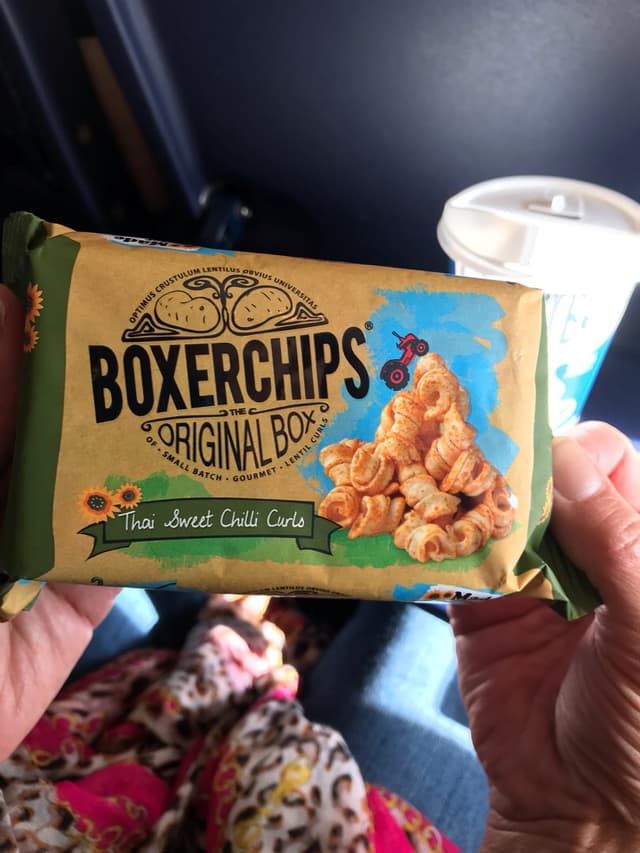 Made
OPTIMUS CRUSTULUM LENTILUS OBVIUS UNIVERSITAS
BOXERCHIPS®
THE
ORIGINAL BOX
OF · SMALL BATCH · GOURMET · LENTIL CURLS
Thai Sweet Chilli Curls